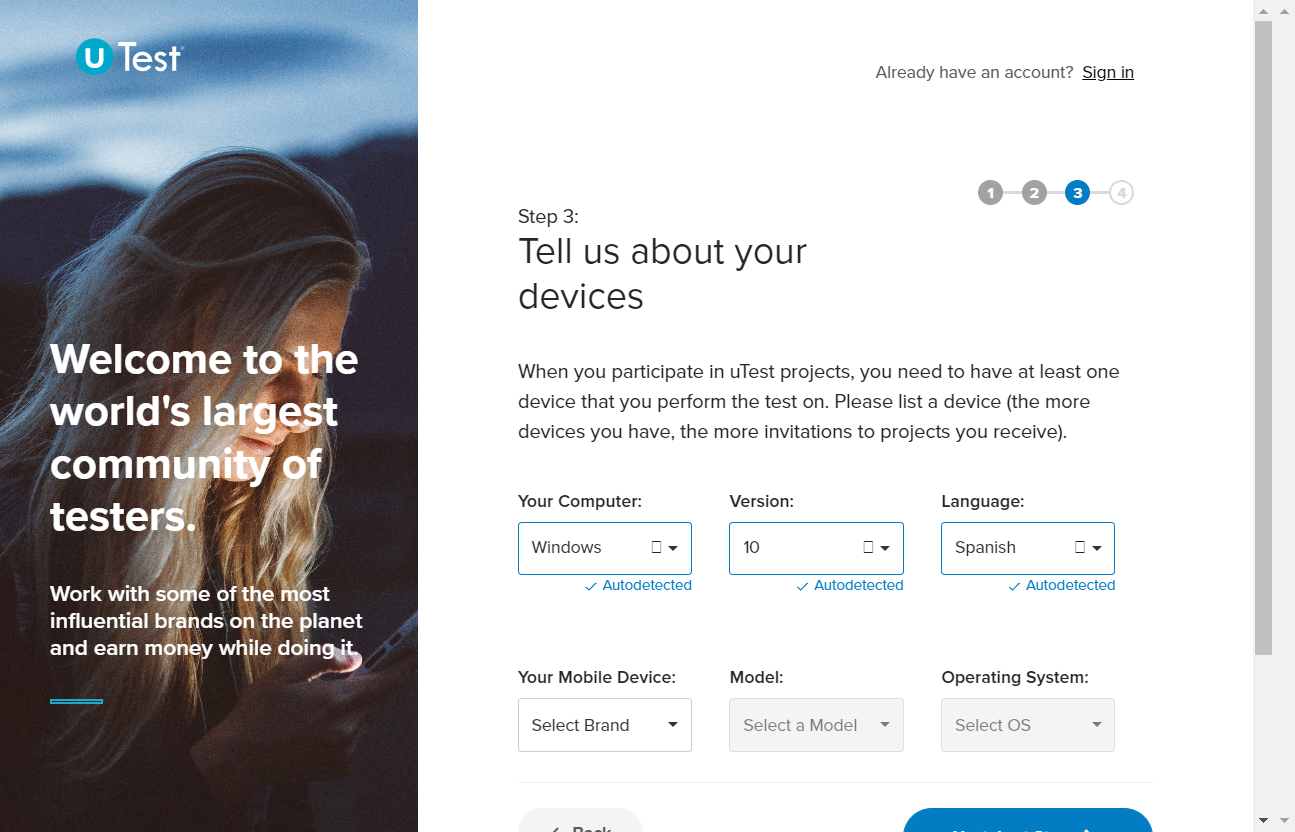 U Test
Already have an account? Sign in
1 2 3 4
Step 3:
Tell us about your
devices
Welcome to the
world's largest
community of
testers.
Work with some of the most
influential brands on the planet
and earn money while doing it.
When you participate in uTest projects, you need to have at least one
device that you perform the test on. Please list a device (the more
devices you have, the more invitations to projects you receive).
Your Computer: Version: Language:
Windows 10 Spanish
Autodetected Autodetected Autodetected
Your Mobile Device: Model: Operating System:
Select Brand Select a Model Select OS
Back